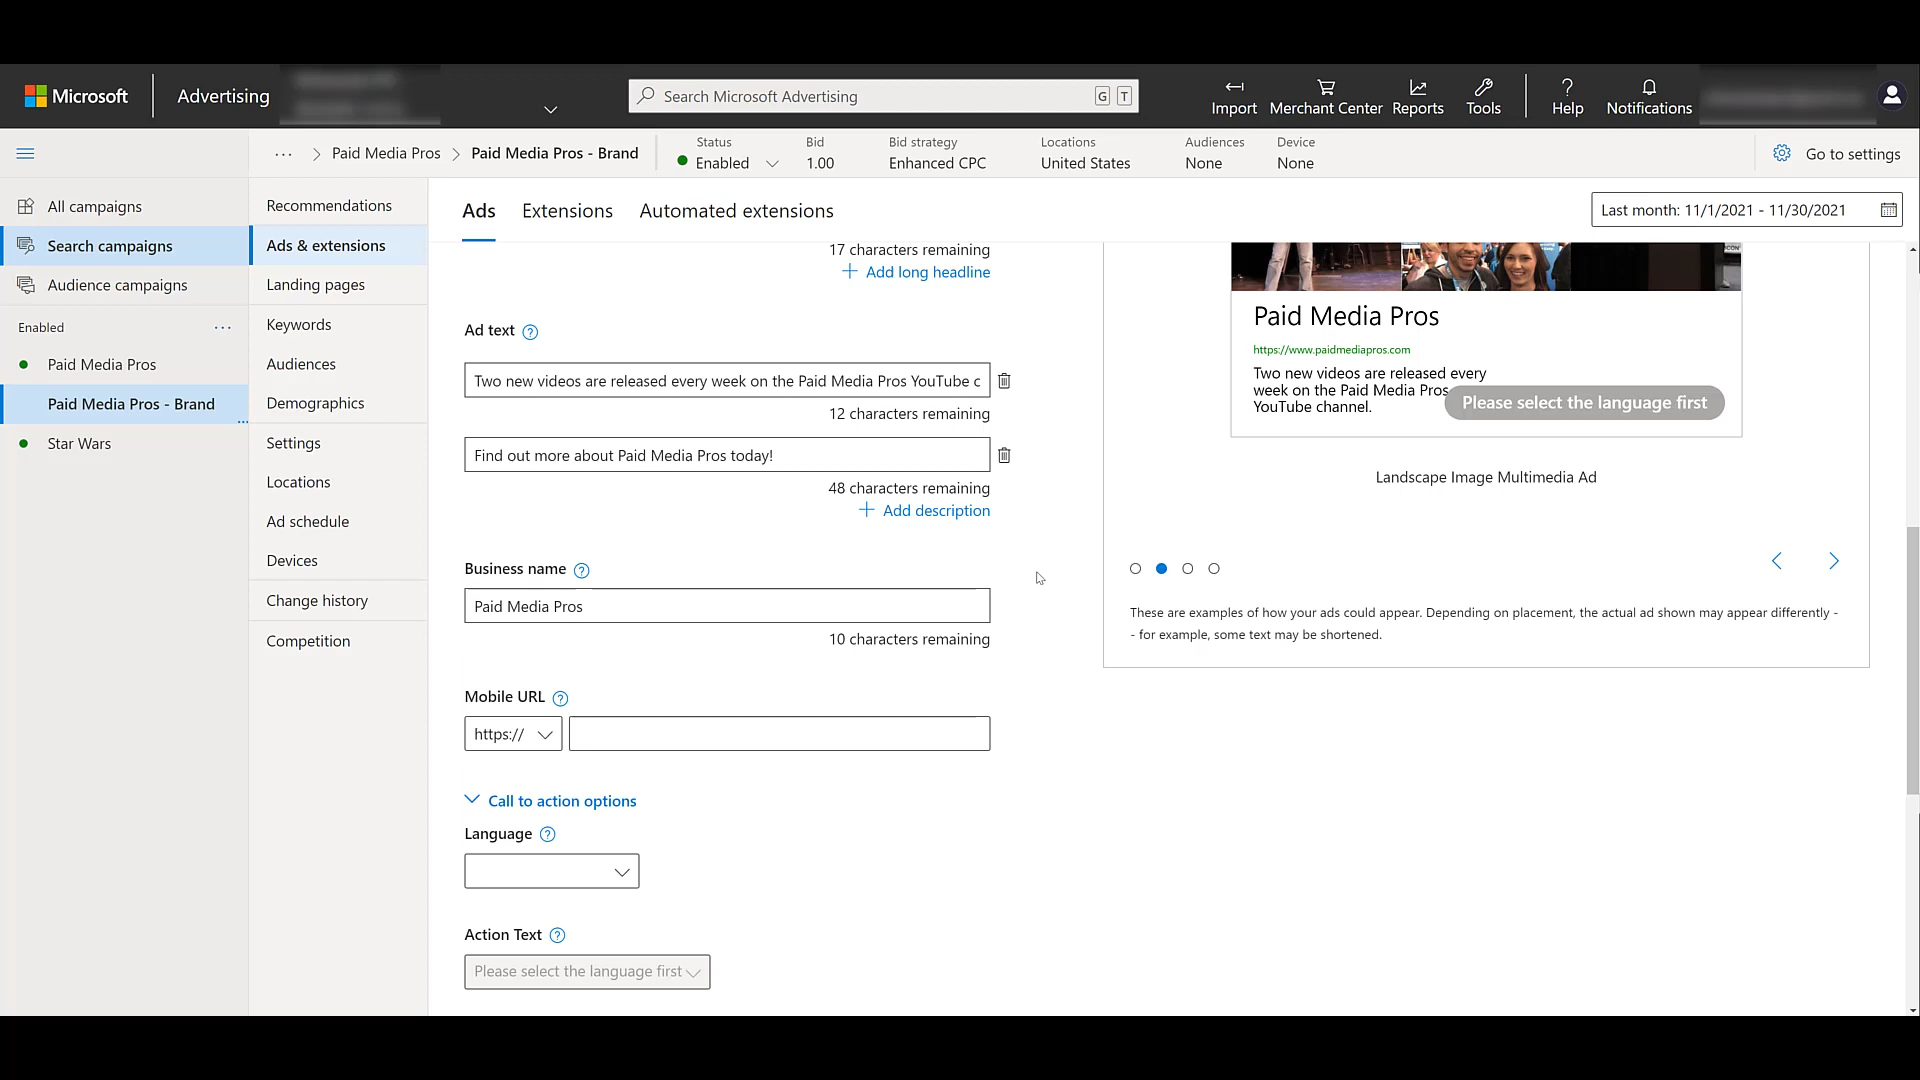 Microsoft
Advertising
Search Microsoft Advertising
G T
Import
Merchant Center
Reports
Tools
Help
Notifications
... > Paid Media Pros > Paid Media Pros - Brand
Status
Enabled
Bid
1.00
Bid strategy
Enhanced CPC
Locations
United States
Audiences
None
Device
None
Go to settings
All campaigns
Search campaigns
Audience campaigns
Enabled
...
Paid Media Pros
Paid Media Pros - Brand
...
Star Wars
Recommendations
Ads & extensions
Landing pages
Keywords
Audiences
Demographics
Settings
Locations
Ad schedule
Devices
Change history
Competition
Ads
Extensions
Automated extensions
Last month: 11/1/2021 - 11/30/2021
17 characters remaining
+ Add long headline
Ad text ?
Two new videos are released every week on the Paid Media Pros YouTube c
12 characters remaining
Find out more about Paid Media Pros today!
48 characters remaining
+ Add description
Business name ?
Paid Media Pros
10 characters remaining
Mobile URL ?
https://
Call to action options
Language ?
Action Text ?
Please select the language first
Paid Media Pros
https://www.paidmediapros.com
Two new videos are released every
week on the Paid Media Pros
YouTube channel.
Please select the language first
Landscape Image Multimedia Ad
These are examples of how your ads could appear. Depending on placement, the actual ad shown may appear differently -
- for example, some text may be shortened.